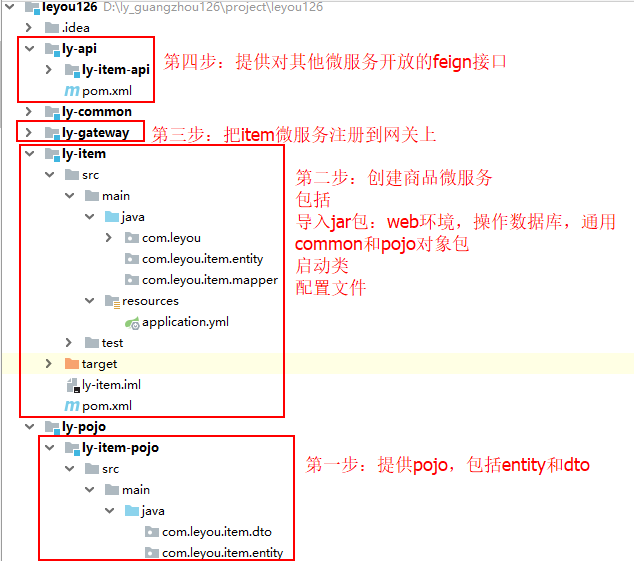 leyou126 D:\ly_guangzhou126\project\leyou126
.idea
ly-api
ly-item-api
pom.xml
第四步：提供对其他微服务开放的feign接口
ly-common
ly-gateway
第三步：把item微服务注册到网关上
ly-item
src
main
java
com.leyou
com.leyou.item.entity
com.leyou.item.mapper
resources
application.yml
test
target
ly-item.iml
pom.xml
第二步：创建商品微服务
包括
导入jar包：web环境，操作数据库，通用
common和pojo对象包
启动类
配置文件
ly-pojo
ly-item-pojo
src
main
java
com.leyou.item.dto
com.leyou.item.entity
第一步：提供pojo，包括entity和dto